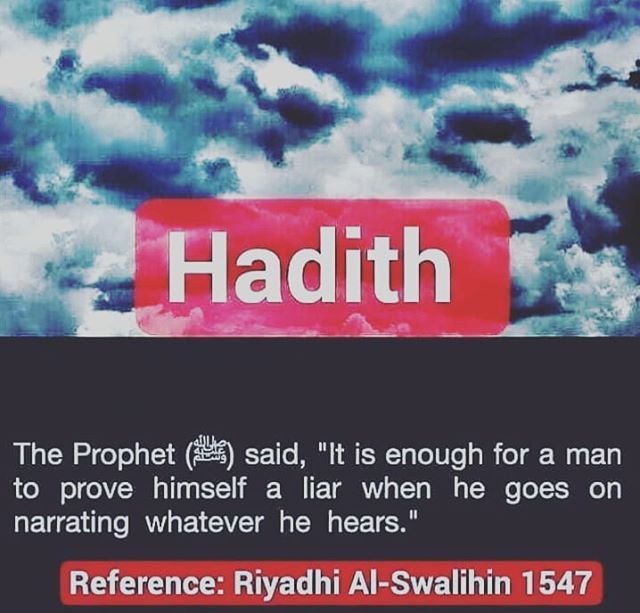 Hadith
The Prophet (ﷺ) said, "It is enough for a man
to prove himself a liar when he goes on
narrating whatever he hears."
Reference: Riyadhi Al-Swalihin 1547